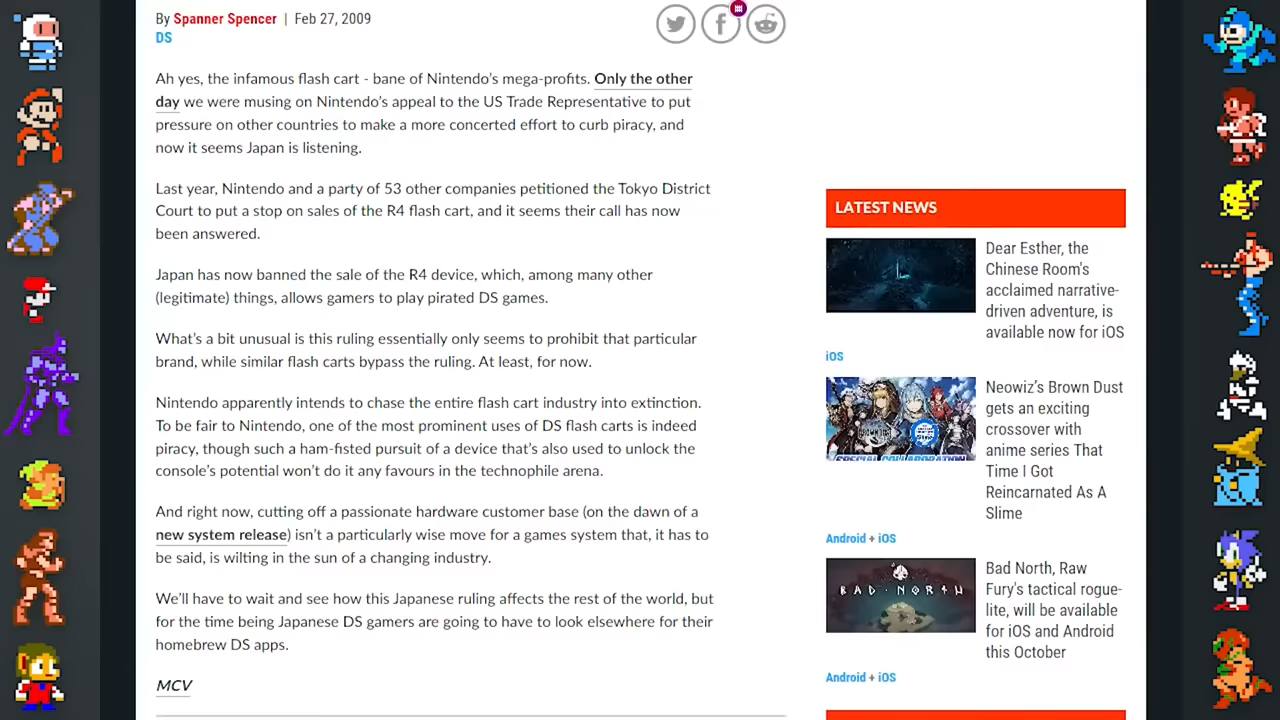 By Spanner Spencer | Feb 27, 2009
DS
Ah yes, the infamous flash cart - bane of Nintendo's mega-profits. Only the other
day we were musing on Nintendo's appeal to the US Trade Representative to put
pressure on other countries to make a more concerted effort to curb piracy, and
now it seems Japan is listening.
Last year, Nintendo and a party of 53 other companies petitioned the Tokyo District
Court to put a stop on sales of the R4 flash cart, and it seems their call has now
been answered.
Japan has now banned the sale of the R4 device, which, among many other
(legitimate) things, allows gamers to play pirated DS games.
What's a bit unusual is this ruling essentially only seems to prohibit that particular
brand, while similar flash carts bypass the ruling. At least, for now.
Nintendo apparently intends to chase the entire flash cart industry into extinction.
To be fair to Nintendo, one of the most prominent uses of DS flash carts is indeed
piracy, though such a ham-fisted pursuit of a device that's also used to unlock the
console's potential won't do it any favours in the technophile arena.
And right now, cutting off a passionate hardware customer base (on the dawn of a
new system release) isn't a particularly wise move for a games system that, it has to
be said, is wilting in the sun of a changing industry.
We'll have to wait and see how this Japanese ruling affects the rest of the world, but
for the time being Japanese DS gamers are going to have to look elsewhere for their
homebrew DS apps.
MCV
LATEST NEWS
Dear Esther, the
Chinese Room's
acclaimed narrative-
driven adventure, is
available now for iOS
iOS
Neowiz's Brown Dust
gets an exciting
crossover with
anime series That
Time I Got
Reincarnated As A
Slime
SPECIAL COLLABORATION
Android + iOS
Bad North, Raw
Fury's tactical rogue-
lite, will be available
for iOS and Android
this October
BAD NORTH
Android + iOS